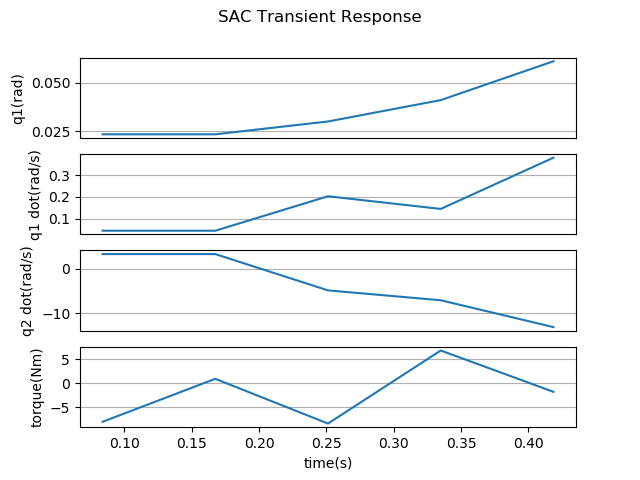 SAC Transient Response
q1(rad)
0.050
0.025
q1 dot(rad/s)
0.3
0.2
0.1
q2 dot(rad/s)
0
−10
torque(Nm)
5
0
−5
0.10 0.15 0.20 0.25 0.30 0.35 0.40
time(s)